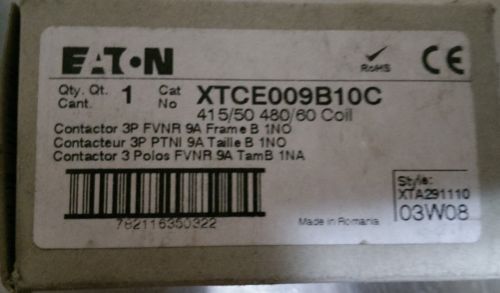 EATON
RoHS
CE
Qty. Qt. 1 Cat XTCE009B10C
Cant. No 415/50 480/60 Coil
Contactor 3P FVNR 9A Frame B 1NO
Contacteur 3P PTNI 9A Taille B 1NO
Contactor 3 Polos FVNR 9A TamB 1NA
782116350322
Made in Romania
Style:
XTA291110
03W08